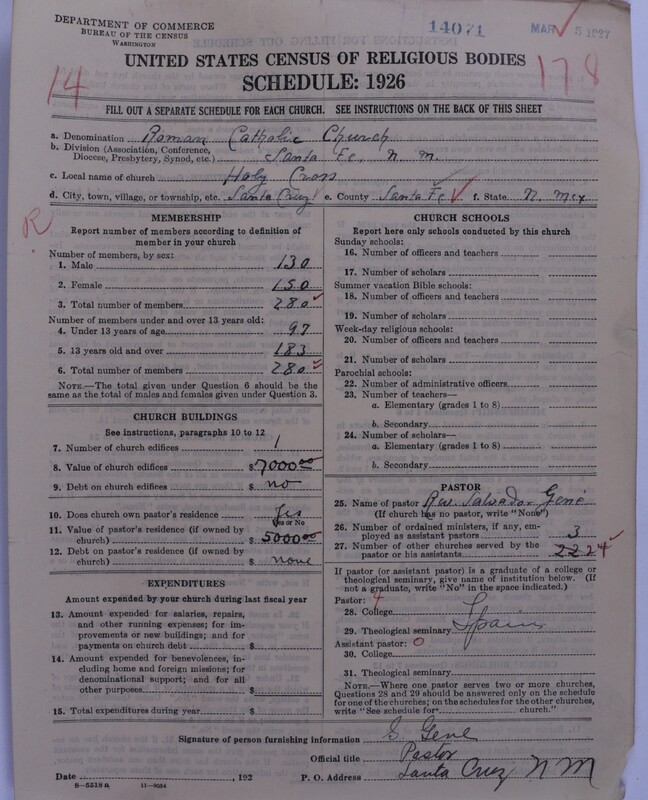 DEPARTMENT OF COMMERCE
BUREAU OF THE CENSUS
WASHINGTON
14071
MAR 5 1927
UNITED STATES CENSUS OF RELIGIOUS BODIES
SCHEDULE: 1926
14
178
FILL OUT A SEPARATE SCHEDULE FOR EACH CHURCH. SEE INSTRUCTIONS ON THE BACK OF THIS SHEET
a. Denomination Roman Catholic Church
b. Division (Association, Conference, Diocese, Presbytery, Synod, etc.) Santa Fe, N. M.
c. Local name of church Holy Cross
d. City, town, village, or township, etc. Santa Cruz e. County Santa Fe f. State N. Mex
R
MEMBERSHIP
Report number of members according to definition of
member in your church
Number of members, by sex:
1. Male 130
2. Female 150
3. Total number of members 280
Number of members under and over 13 years old:
4. Under 13 years of age 97
5. 13 years old and over 183
6. Total number of members 280
NOTE.—The total given under Question 6 should be
same as the total of males and females given under Question 3.
CHURCH BUILDINGS
See instructions, paragraphs 10 to 12
7. Number of church edifices 1
8. Value of church edifices $ 7000 00
9. Debt on church edifices $ no
10. Does church own pastor's residence Yes
Yes or No
11. Value of pastor's residence (if owned by
church) $ 5000 00
12. Debt on pastor's residence (if owned by
church) $ none
EXPENDITURES
Amount expended by your church during last fiscal year
13. Amount expended for salaries, repairs,
and other running expenses; for im-
provements or new buildings; and for
payments on church debt $
14. Amount expended for benevolences, in-
cluding home and foreign missions; for
denominational support; and for all
other purposes $
15. Total expenditures during year $
CHURCH SCHOOLS
Report here only schools conducted by this church
Sunday schools:
16. Number of officers and teachers
17. Number of scholars
Summer vacation Bible schools:
18. Number of officers and teachers
19. Number of scholars
Week-day religious schools:
20. Number of officers and teachers
21. Number of scholars
Parochial schools:
22. Number of administrative officers
23. Number of teachers—
a. Elementary (grades 1 to 8)
b. Secondary
24. Number of scholars—
a. Elementary (grades 1 to 8)
b. Secondary
PASTOR
25. Name of pastor Rev. Salvador Gené
(If church has no pastor, write "None")
26. Number of ordained ministers, if any, em-
ployed as assistant pastors 3
27. Number of other churches served by the
pastor or his assistants 22 24
If pastor (or assistant pastor) is a graduate of a college or
theological seminary, give name of institution below. (If
not a graduate, write "No" in the space indicated.)
Pastor:
28. College
29. Theological seminary Spain
Assistant pastor: 0
30. College
31. Theological seminary
NOTE.—Where one pastor serves two or more churches,
Questions 28 and 29 should be answered only on the schedule
for one of the churches; on the schedules for the other churches,
write "See schedule for church."
Signature of person furnishing information S. Gene
Official title Pastor
Date , 192 P. O. Address Santa Cruz N M
8—5518 a 11—9034